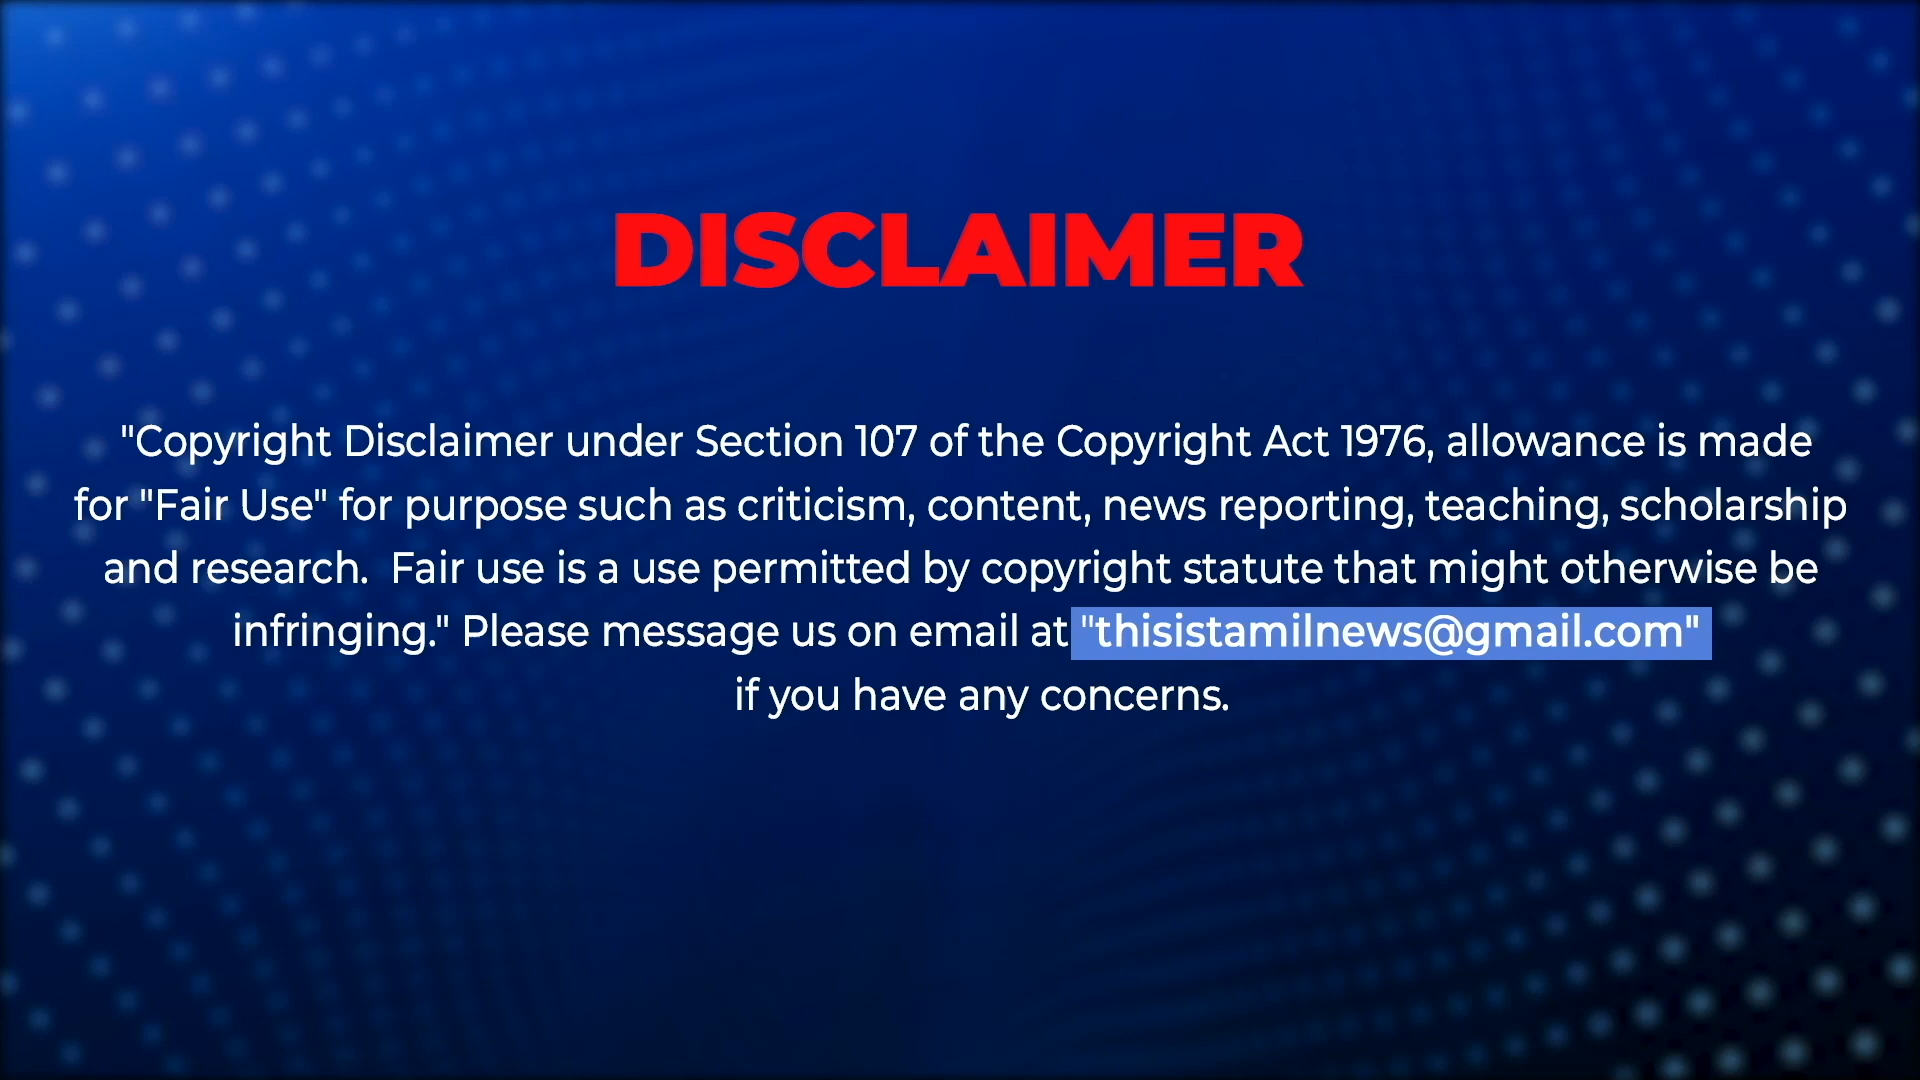 DISCLAIMER
"Copyright Disclaimer under Section 107 of the Copyright Act 1976, allowance is made
for "Fair Use" for purpose such as criticism, content, news reporting, teaching, scholarship
and research.  Fair use is a use permitted by copyright statute that might otherwise be
infringing." Please message us on email at "thisistamilnews@gmail.com"
if you have any concerns.